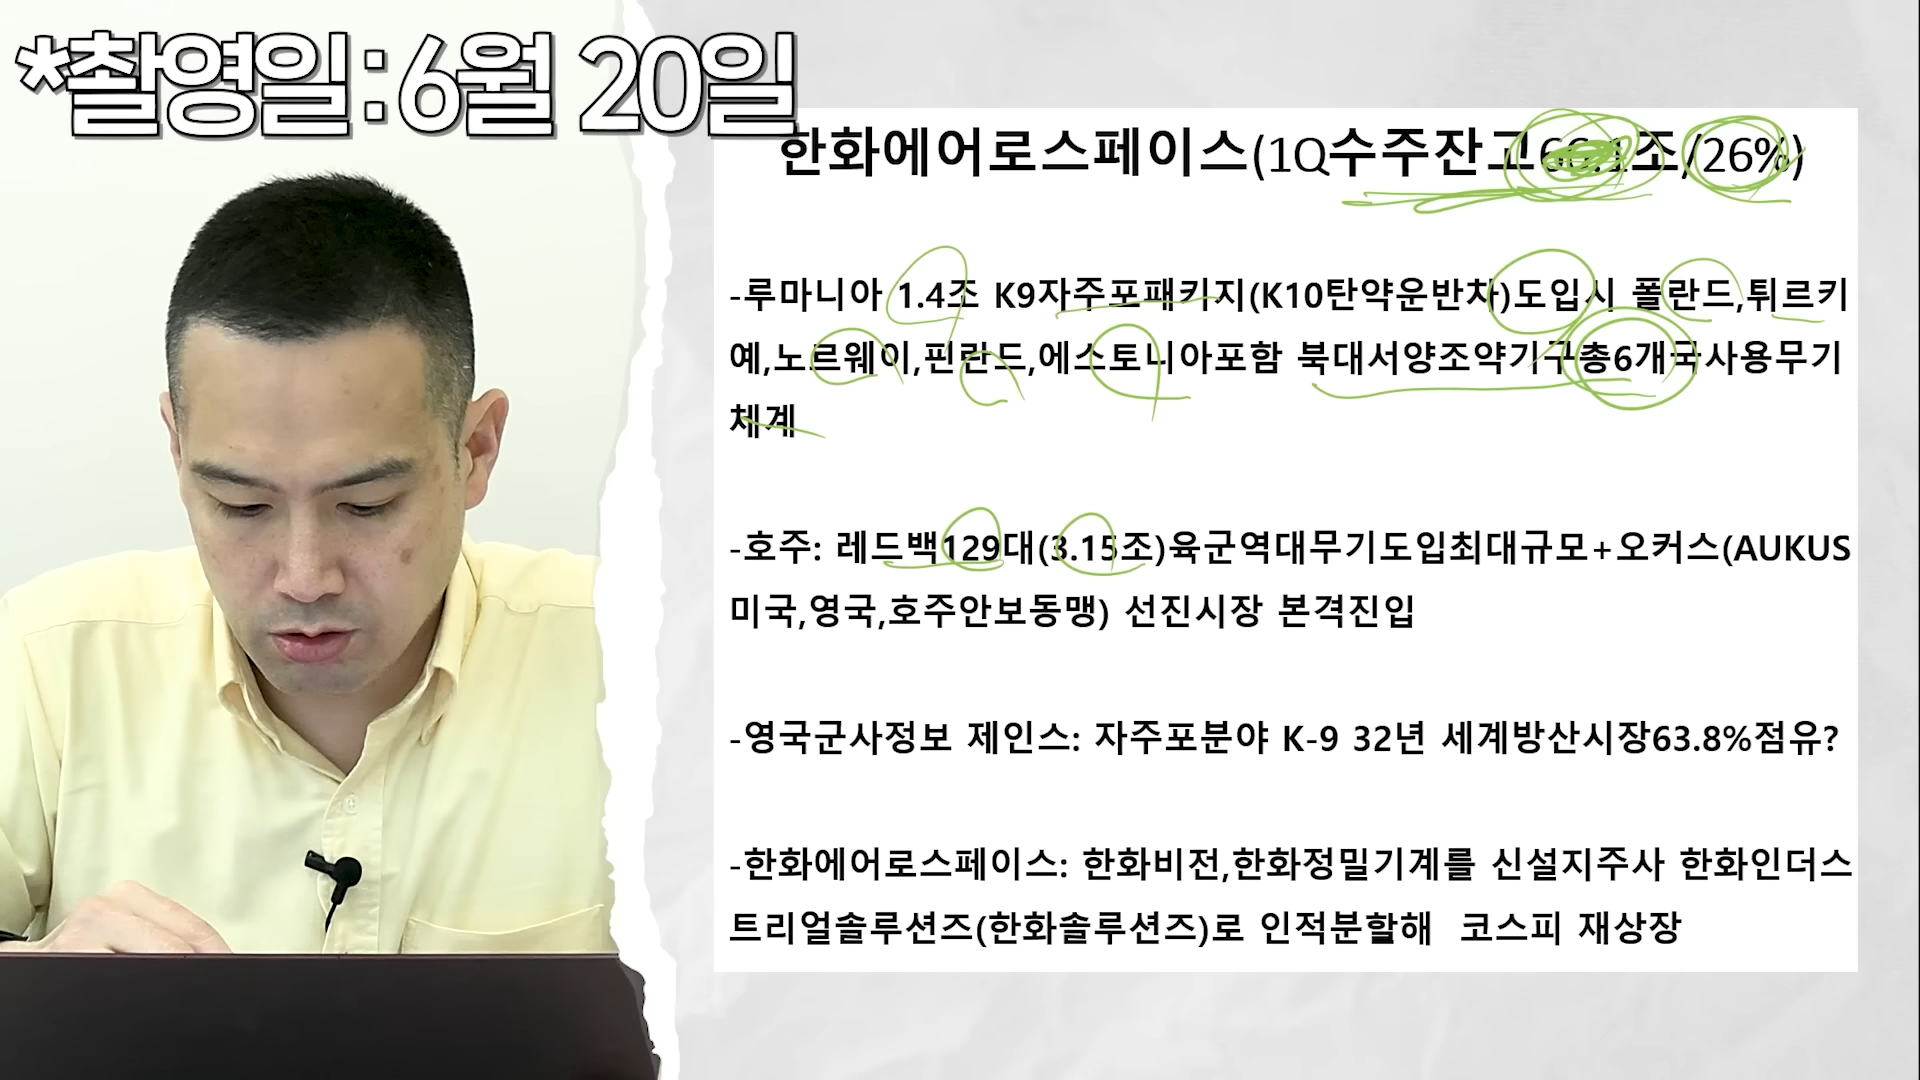 *촬영일:6월 20일
한화에어로스페이스(1Q수주잔고66.1조/26%)
-루마니아 1.4조 K9자주포패키지(K10탄약운반차)도입시 폴란드,튀르키
예,노르웨이,핀란드,에스토니아포함 북대서양조약기구총6개국사용무기
체계
-호주: 레드백129대(3.15조)육군역대무기도입최대규모+오커스(AUKUS
미국,영국,호주안보동맹) 선진시장 본격진입
-영국군사정보 제인스: 자주포분야 K-9 32년 세계방산시장63.8%점유?
-한화에어로스페이스: 한화비전,한화정밀기계를 신설지주사 한화인더스
트리얼솔루션즈(한화솔루션즈)로 인적분할해 코스피 재상장